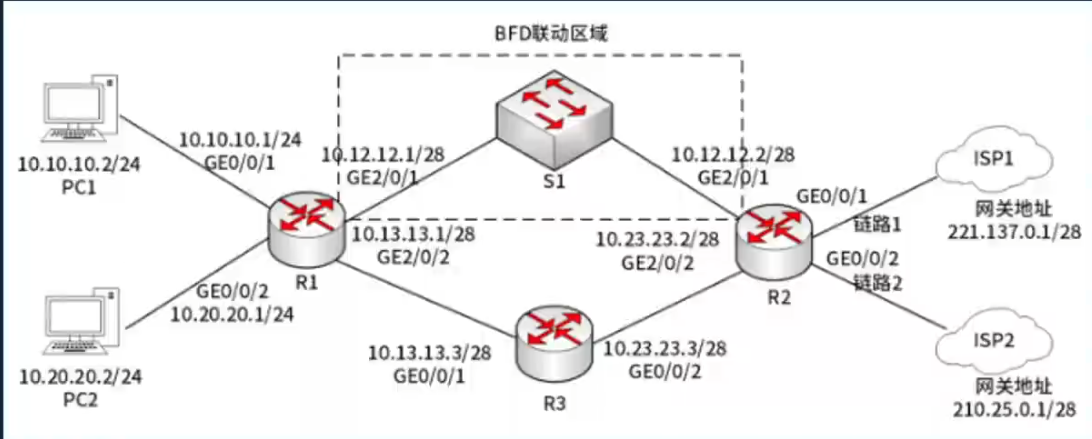 BFD联动区域
10.10.10.2/24
PC1
10.10.10.1/24
GE0/0/1
10.12.12.1/28
GE2/0/1
S1
10.12.12.2/28
GE2/0/1
ISP1
网关地址
221.137.0.1/28
GE0/0/1
链路1
R1
10.13.13.1/28
GE2/0/2
10.23.23.2/28
GE2/0/2
R2
GE0/0/2
链路2
GE0/0/2
10.20.20.1/24
10.20.20.2/24
PC2
10.13.13.3/28
GE0/0/1
R3
10.23.23.3/28
GE0/0/2
ISP2
网关地址
210.25.0.1/28